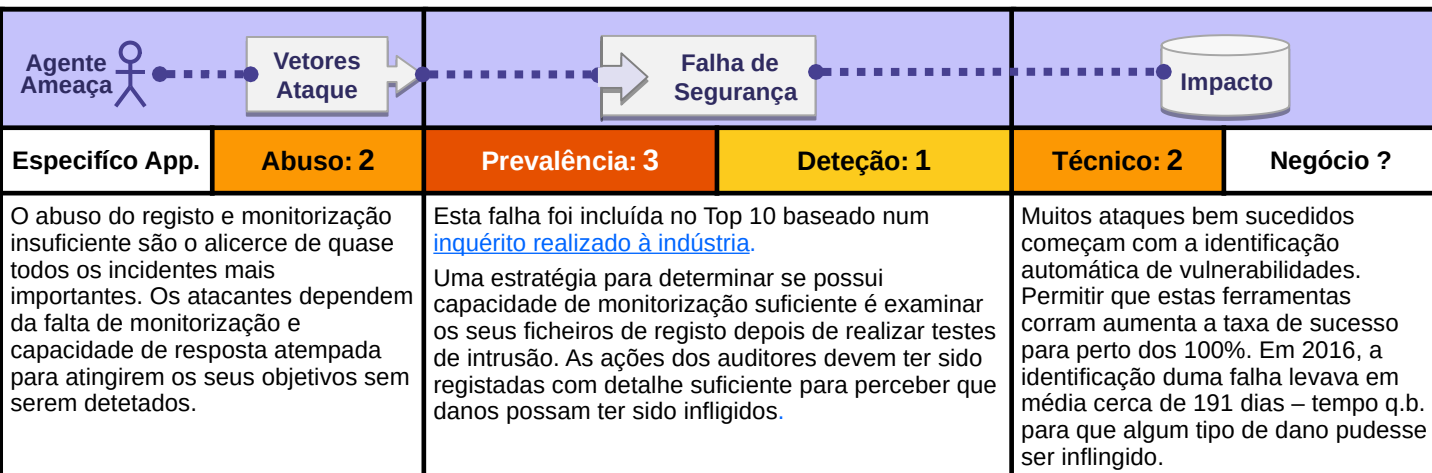 Agente
Ameaça
Vetores
Ataque
Falha de
Segurança
Impacto
Especifíco App.
Abuso: 2
Prevalência: 3
Deteção: 1
Técnico: 2
Negócio ?
O abuso do registo e monitorização
insuficiente são o alicerce de quase
todos os incidentes mais
importantes. Os atacantes dependem
da falta de monitorização e
capacidade de resposta atempada
para atingirem os seus objetivos sem
serem detetados.
Esta falha foi incluída no Top 10 baseado num
inquérito realizado à indústria.
Uma estratégia para determinar se possui
capacidade de monitorização suficiente é examinar
os seus ficheiros de registo depois de realizar testes
de intrusão. As ações dos auditores devem ter sido
registadas com detalhe suficiente para perceber que
danos possam ter sido infligidos.
Muitos ataques bem sucedidos
começam com a identificação
automática de vulnerabilidades.
Permitir que estas ferramentas
corram aumenta a taxa de sucesso
para perto dos 100%. Em 2016, a
identificação duma falha levava em
média cerca de 191 dias – tempo q.b.
para que algum tipo de dano pudesse
ser inflingido.